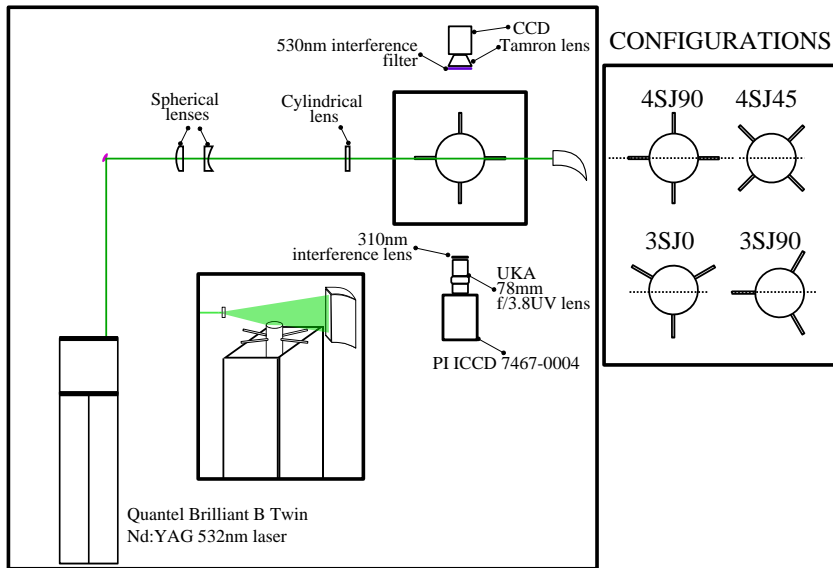 CCD
Tamron lens
530nm interference
filter
Spherical
lenses
Cylindrical
lens
310nm
interference lens
UKA
78mm
f/3.8UV lens
PI ICCD 7467-0004
Quantel Brilliant B Twin
Nd:YAG 532nm laser
CONFIGURATIONS
4SJ90
4SJ45
3SJ0
3SJ90